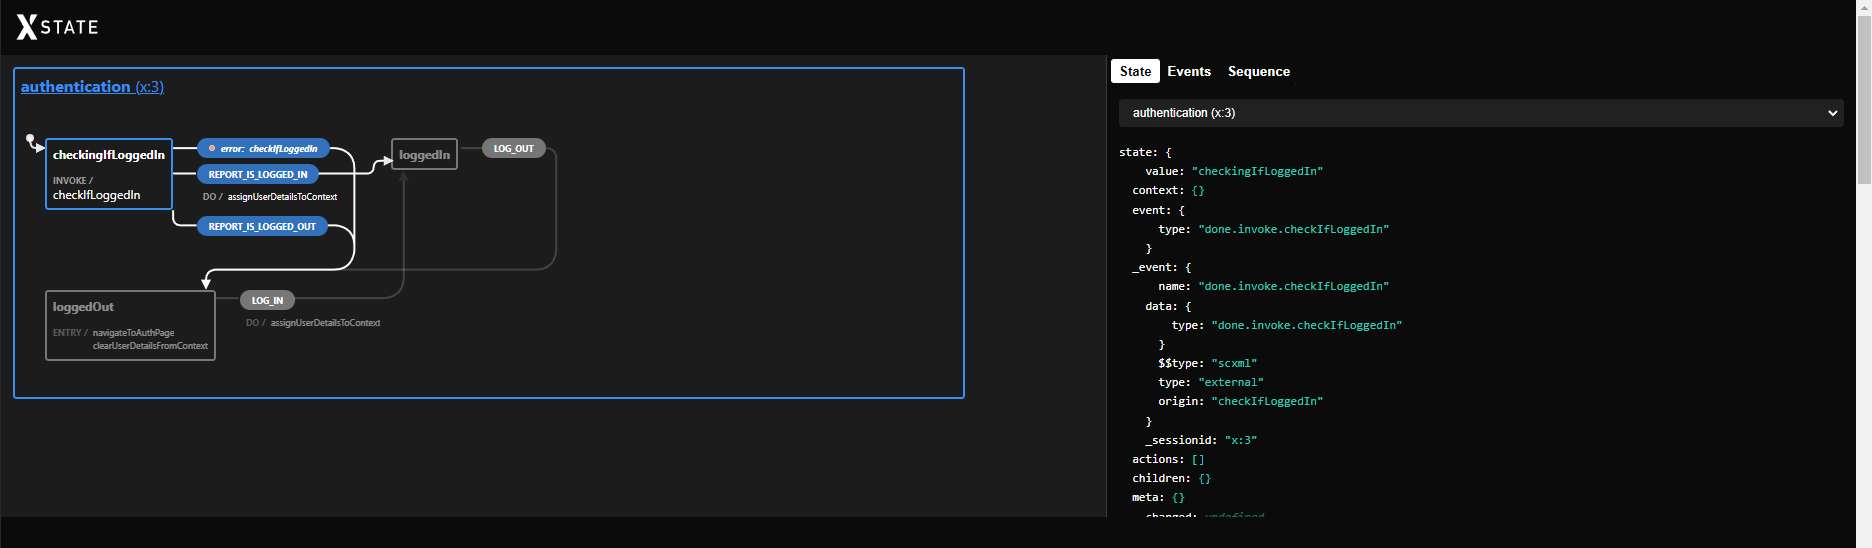 XSTATE
authentication (x:3)
checkingIfLoggedIn
INVOKE / checkIfLoggedIn
error: checkIfLoggedIn
REPORT_IS_LOGGED_IN
DO / assignUserDetailsToContext
REPORT_IS_LOGGED_OUT
loggedIn
LOG_OUT
loggedOut
ENTRY / navigateToAuthPage
clearUserDetailsFromContext
LOG_IN
DO / assignUserDetailsToContext
State Events Sequence
authentication (x:3)
state: {
value: "checkingIfLoggedIn"
context: {}
event: {
type: "done.invoke.checkIfLoggedIn"
}
_event: {
name: "done.invoke.checkIfLoggedIn"
data: {
type: "done.invoke.checkIfLoggedIn"
}
$$type: "scxml"
type: "external"
origin: "checkIfLoggedIn"
}
_sessionid: "x:3"
actions: []
children: {}
meta: {}
changed: undefined